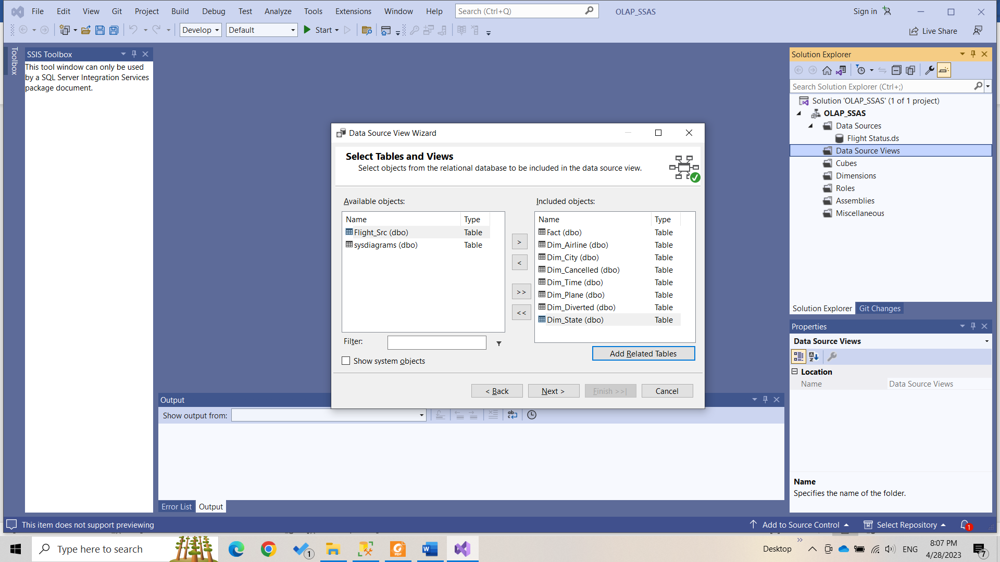 File Edit View Git Project Build Debug Test Analyze Tools Extensions Window Help Search (Ctrl+Q) OLAP_SSAS Sign in
Develop Default Start Live Share
Toolbox
SSIS Toolbox
This tool window can only be used
by a SQL Server Integration Services
package document.
Data Source View Wizard
Select Tables and Views
Select objects from the relational database to be included in the data source view.
Available objects:
Name Type
Flight_Src (dbo) Table
sysdiagrams (dbo) Table
Filter:
Show system objects
>
<
>>
<<
Included objects:
Name Type
Fact (dbo) Table
Dim_Airline (dbo) Table
Dim_City (dbo) Table
Dim_Cancelled (dbo) Table
Dim_Time (dbo) Table
Dim_Plane (dbo) Table
Dim_Diverted (dbo) Table
Dim_State (dbo) Table
Add Related Tables
< Back Next > Finish >>| Cancel
Output
Show output from:
Error List Output
Solution Explorer
Search Solution Explorer (Ctrl+;)
Solution 'OLAP_SSAS' (1 of 1 project)
OLAP_SSAS
Data Sources
Flight Status.ds
Data Source Views
Cubes
Dimensions
Roles
Assemblies
Miscellaneous
Solution Explorer Git Changes
Properties
Data Source Views
Location
Name Data Source Views
Name
Specifies the name of the folder.
This item does not support previewing Add to Source Control Select Repository 1
Type here to search 1 PDF Desktop ENG
8:07 PM
4/28/2023
7